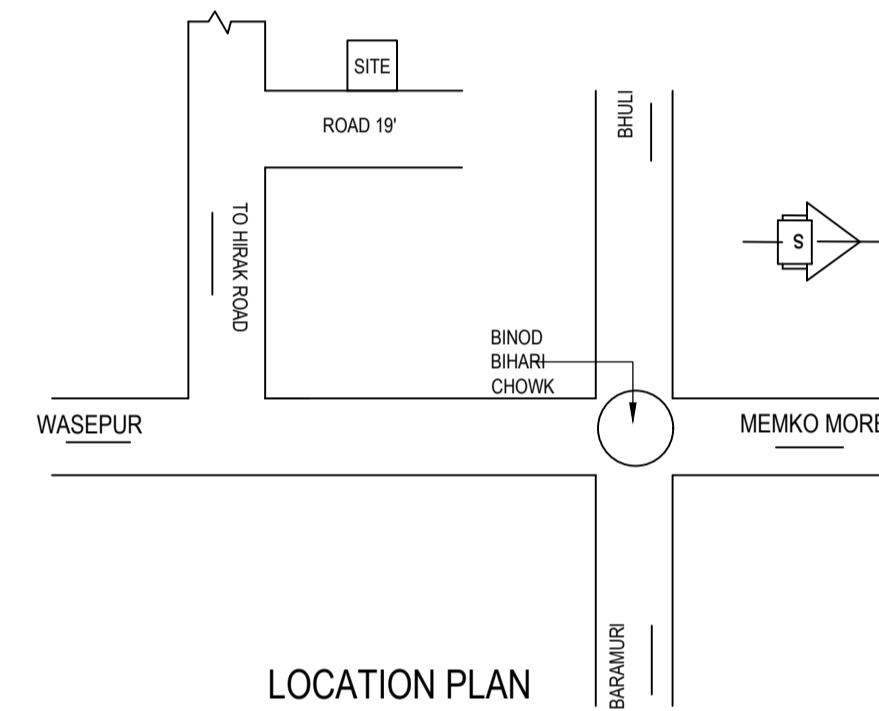 SITE
ROAD 19'
BHULI
TO HIRAK ROAD
S
BINOD
BIHARI
CHOWK
WASEPUR
MEMKO MORE
BARAMURI
LOCATION PLAN